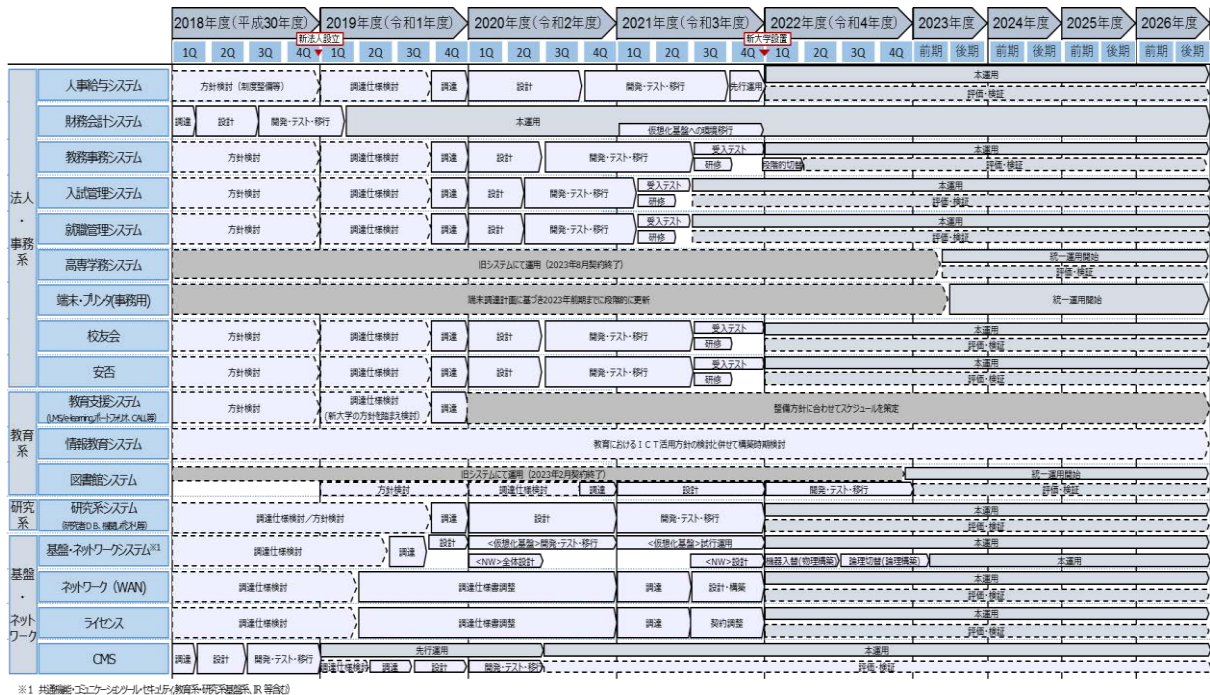 2018年度(平成30年度) 2019年度(令和1年度) 2020年度(令和2年度) 2021年度(令和3年度) 2022年度(令和4年度) 2023年度 2024年度 2025年度 2026年度
新法人設立 新大学設置
1Q 2Q 3Q 4Q 1Q 2Q 3Q 4Q 1Q 2Q 3Q 4Q 1Q 2Q 3Q 4Q 1Q 2Q 3Q 4Q 前期 後期 前期 後期 前期 後期 前期 後期
法人・事務系
人事給与システム 方針検討(制度整備等) 調達仕様検討 調達 設計 開発・テスト・移行 先行運用 本運用
評価・検証
財務会計システム 調達 設計 開発・テスト・移行 本運用
仮想化基盤への環境移行
教務事務システム 方針検討 調達仕様検討 調達 設計 開発・テスト・移行 受入テスト 本運用
研修 段階的切替 評価・検証
入試管理システム 方針検討 調達仕様検討 調達 設計 開発・テスト・移行 受入テスト 本運用
研修 評価・検証
就職管理システム 方針検討 調達仕様検討 調達 設計 開発・テスト・移行 受入テスト 本運用
研修 評価・検証
高専学務システム 旧システムにて運用(2023年8月契約終了) 統一運用開始
評価・検証
端末・プリンタ(事務用) 端末調達計画に基づき2023年前期までに段階的に更新 統一運用開始
校友会 方針検討 調達仕様検討 調達 設計 開発・テスト・移行 受入テスト 本運用
研修 評価・検証
安否 方針検討 調達仕様検討 調達 設計 開発・テスト・移行 受入テスト 本運用
研修 評価・検証
教育系
教育支援システム
(LMS/e-learning,ポートフォリオ、CALL等) 方針検討 調達仕様検討
(新大学の方針を踏まえ検討) 調達 整備方針に合わせてスケジュールを策定
情報教育システム 教育におけるICT活用方針の検討と併せて構築時期検討
図書館システム 旧システムにて運用(2023年2月契約終了) 統一運用開始
方針検討 調達仕様検討 調達 設計 開発・テスト・移行 評価・検証
研究系
研究系システム
調達仕様検討/方針検討 調達 設計 開発・テスト・移行 本運用
評価・検証
基盤・ネットワーク
基盤・ネットワークシステム※1 調達仕様検討 調達 設計 <仮想化基盤>開発・テスト・移行 <仮想化基盤>試行運用 本運用
<NW>全体設計 <NW>設計 機器入替(物理構築) 論理切替(論理構築) 本運用
ネットワーク(WAN) 調達仕様検討 調達仕様書調整 調達 設計・構築 本運用
評価・検証
ライセンス 調達仕様検討 調達仕様書調整 調達 契約調整 本運用
評価・検証
CMS 調達 設計 開発・テスト・移行 先行運用 本運用
調達仕様検討 調達 設計 開発・テスト・移行 評価・検証
※1 共通機能・コミュニケーションツール・セキュリティ(教育系・研究系基盤系、IR等含む)